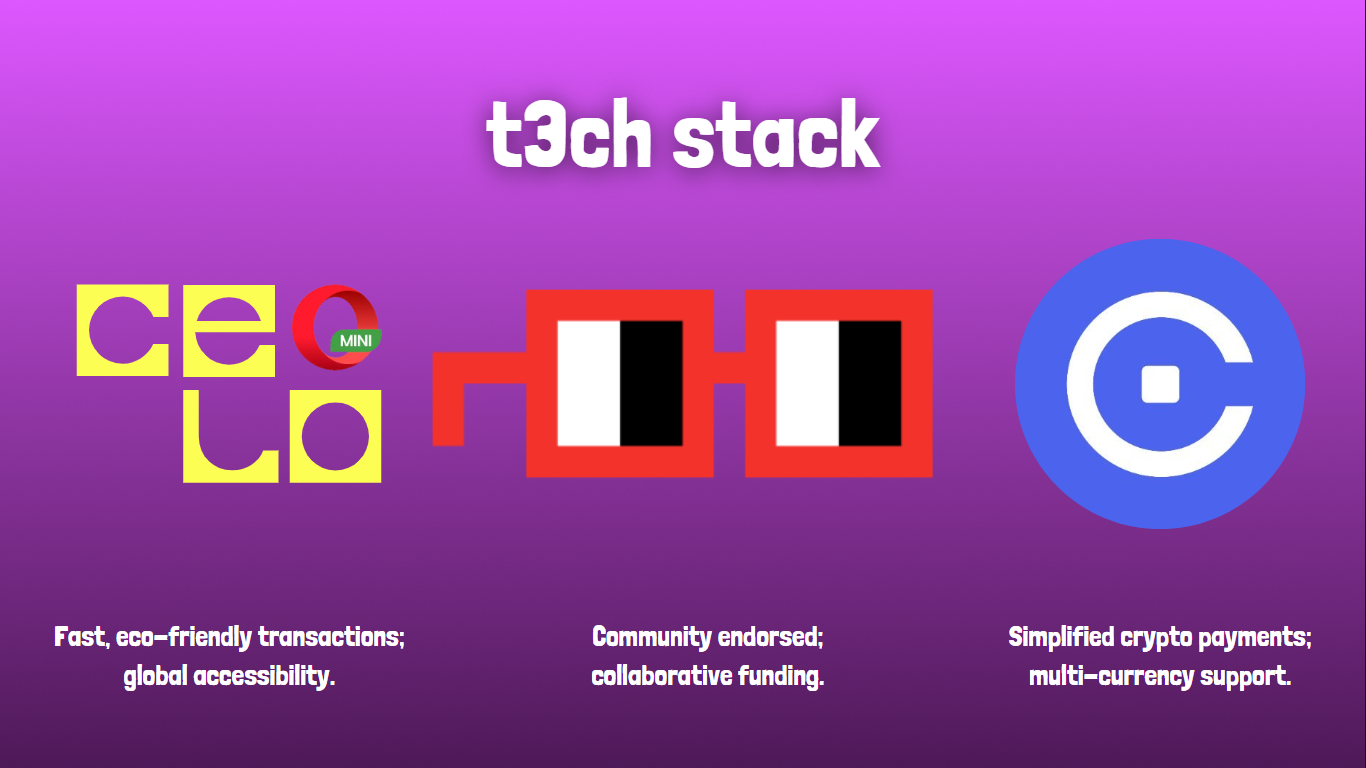 t3ch stack
ce
MINI
lo
Fast, eco-friendly transactions;
global accessibility.
Community endorsed;
collaborative funding.
Simplified crypto payments;
multi-currency support.